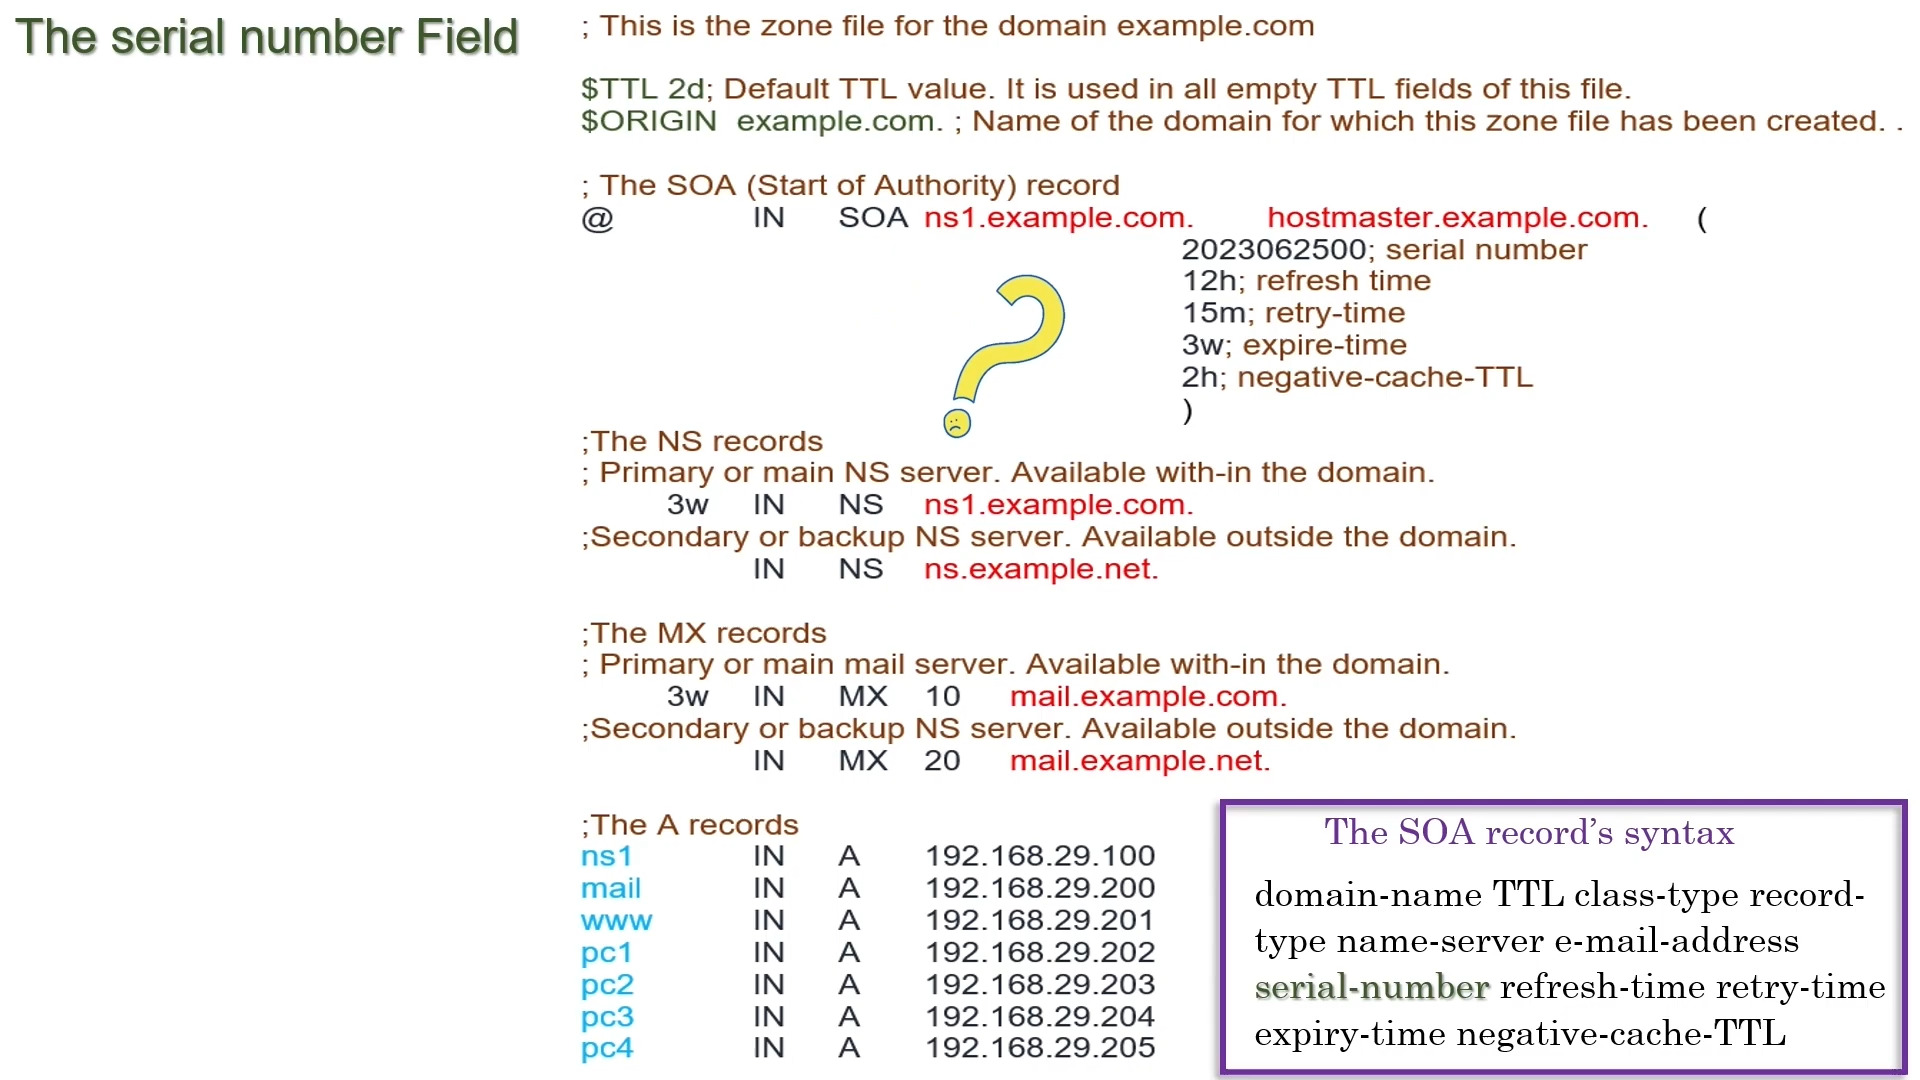 The serial number Field
; This is the zone file for the domain example.com
$TTL 2d; Default TTL value. It is used in all empty TTL fields of this file.
$ORIGIN example.com. ; Name of the domain for which this zone file has been created. .
; The SOA (Start of Authority) record
@ IN SOA ns1.example.com. hostmaster.example.com. (
2023062500; serial number
12h; refresh time
15m; retry-time
3w; expire-time
2h; negative-cache-TTL
)
;The NS records
; Primary or main NS server. Available with-in the domain.
3w IN NS ns1.example.com.
;Secondary or backup NS server. Available outside the domain.
IN NS ns.example.net.
;The MX records
; Primary or main mail server. Available with-in the domain.
3w IN MX 10 mail.example.com.
;Secondary or backup NS server. Available outside the domain.
IN MX 20 mail.example.net.
;The A records
ns1 IN A 192.168.29.100
mail IN A 192.168.29.200
www IN A 192.168.29.201
pc1 IN A 192.168.29.202
pc2 IN A 192.168.29.203
pc3 IN A 192.168.29.204
pc4 IN A 192.168.29.205
The SOA record’s syntax
domain-name TTL class-type record-
type name-server e-mail-address
serial-number refresh-time retry-time
expiry-time negative-cache-TTL